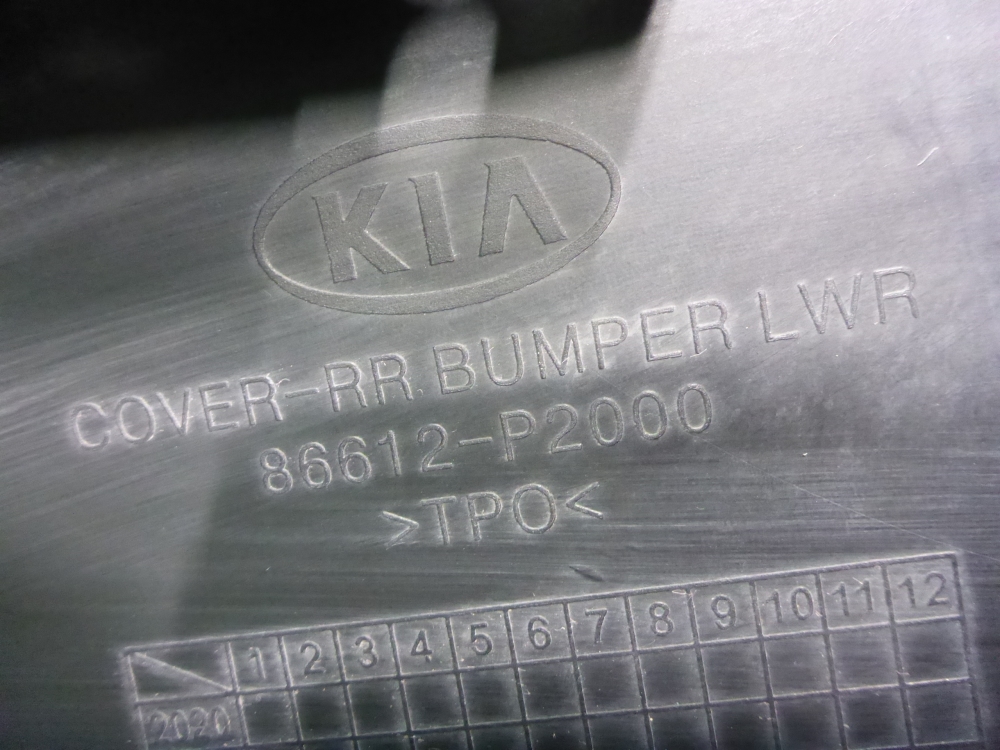 KIA
COVER-RR BUMPER LWR
86612-P2000
>TPO<
1 2 3 4 5 6 7 8 9 10 11 12
2020